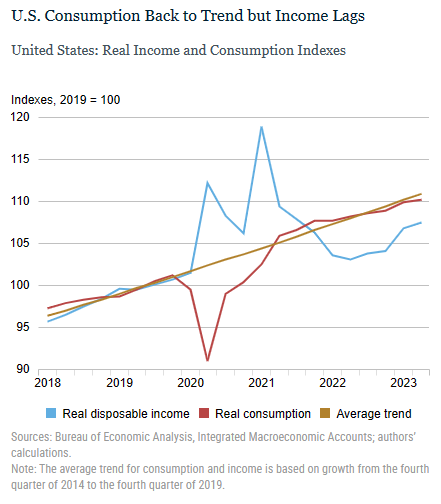 U.S. Consumption Back to Trend but Income Lags
United States: Real Income and Consumption Indexes
Indexes, 2019 = 100
120
115
110
105
100
95
90
2018
2019
2020
2021
2022
2023
Real disposable income
Real consumption
Average trend
Sources: Bureau of Economic Analysis, Integrated Macroeconomic Accounts; authors'
calculations.
Note: The average trend for consumption and income is based on growth from the fourth
quarter of 2014 to the fourth quarter of 2019.